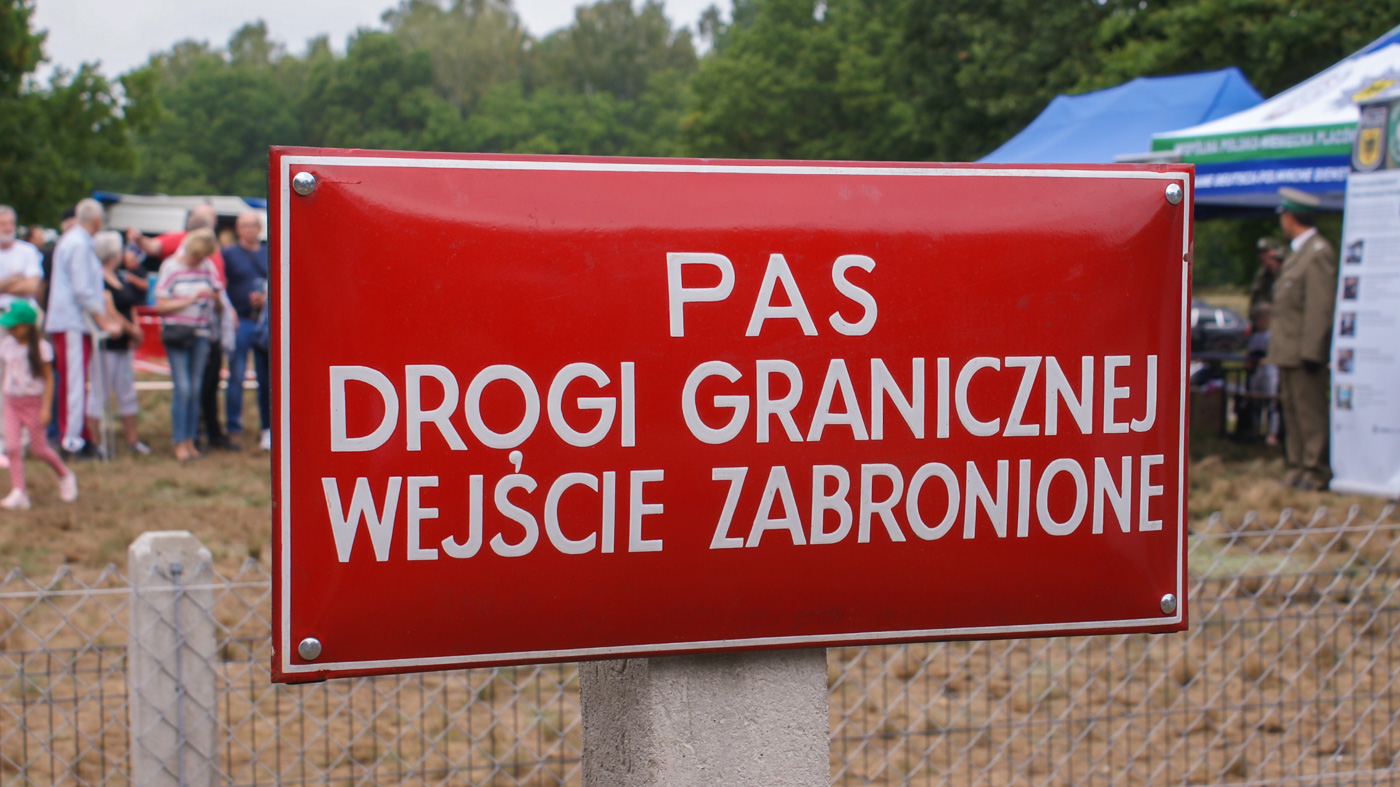 PAS
DROGI GRANICZNEJ
WEJŚCIE ZABRONIONE